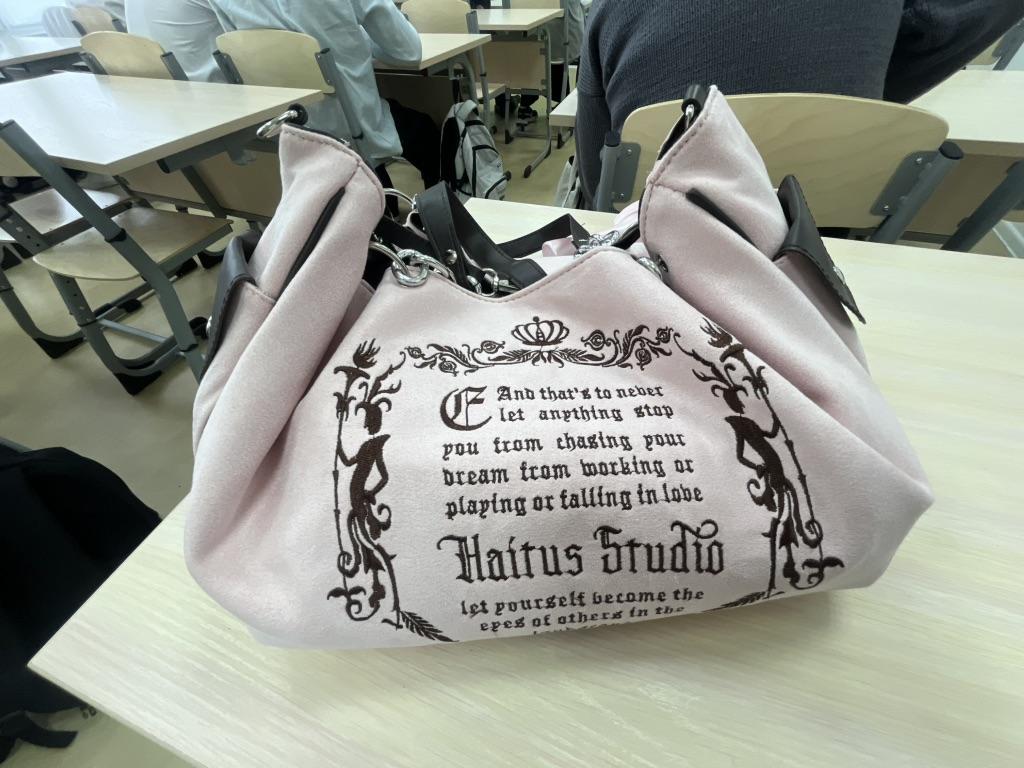 E And that's to never
let anything stop
you from chasing your
dream from working or
playing or falling in love
Haitus Studio
let yourself become the
eyes of others in the